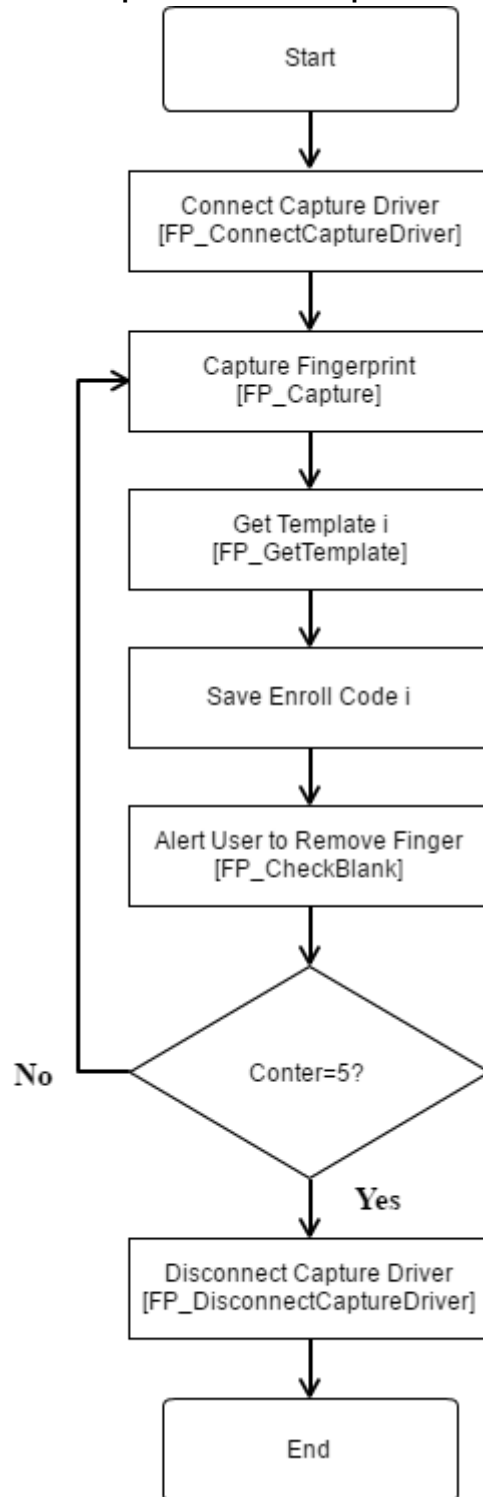 Start
Connect Capture Driver
[FP_ConnectCaptureDriver]
Capture Fingerprint
[FP_Capture]
Get Template i
[FP_GetTemplate]
Save Enroll Code i
Alert User to Remove Finger
[FP_CheckBlank]
Conter=5?
No
Yes
Disconnect Capture Driver
[FP_DisconnectCaptureDriver]
End